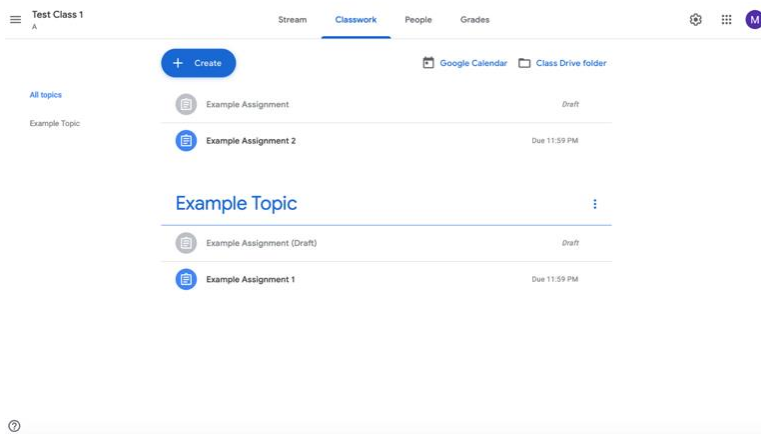 Test Class 1
A
Stream Classwork People Grades
M
+ Create
Google Calendar Class Drive folder
All topics
Example Topic
Example Assignment Draft
Example Assignment 2 Due 11:59 PM
Example Topic
Example Assignment (Draft) Draft
Example Assignment 1 Due 11:59 PM
?